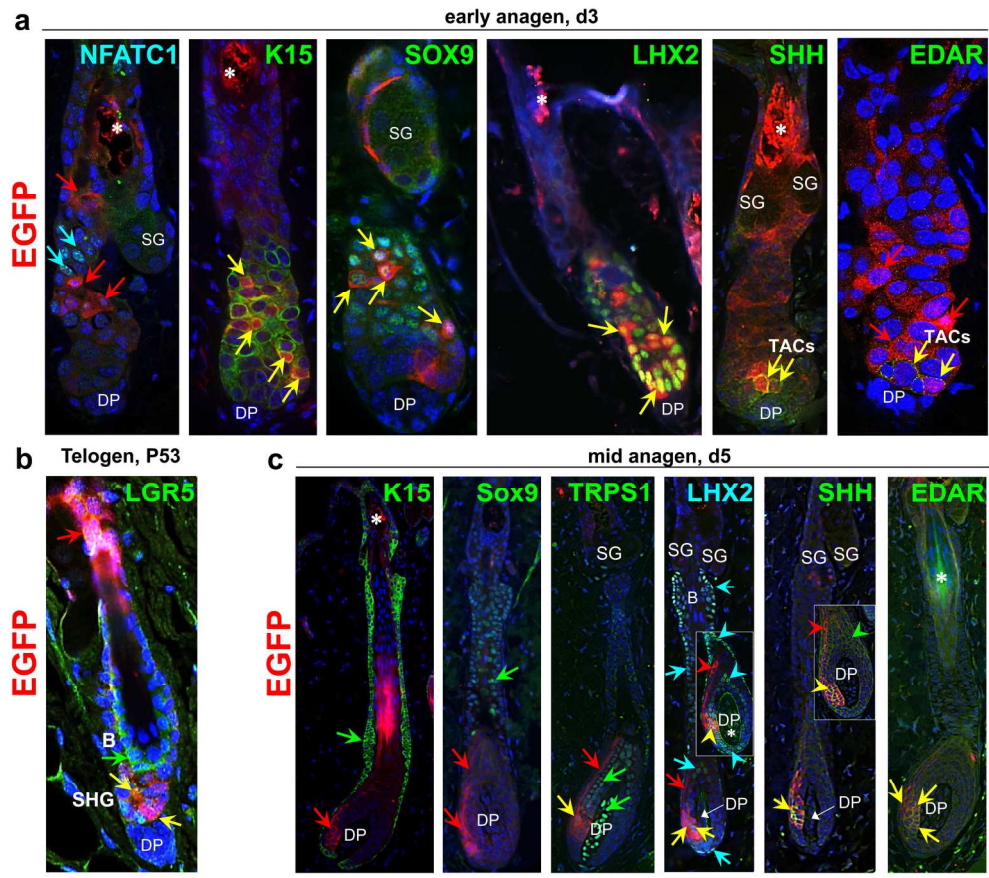 a
early anagen, d3
NFATC1 K15 SOX9 LHX2 SHH EDAR
EGFP
* * * *
SG SG SG SG
TACs TACs
DP DP DP DP DP DP
b Telogen, P53
c mid anagen, d5
LGR5
EGFP
B
SHG
DP
K15 Sox9 TRPS1 LHX2 SHH EDAR
EGFP
* *
SG SG SG SG SG
B
DP DP
*
DP DP DP DP DP DP